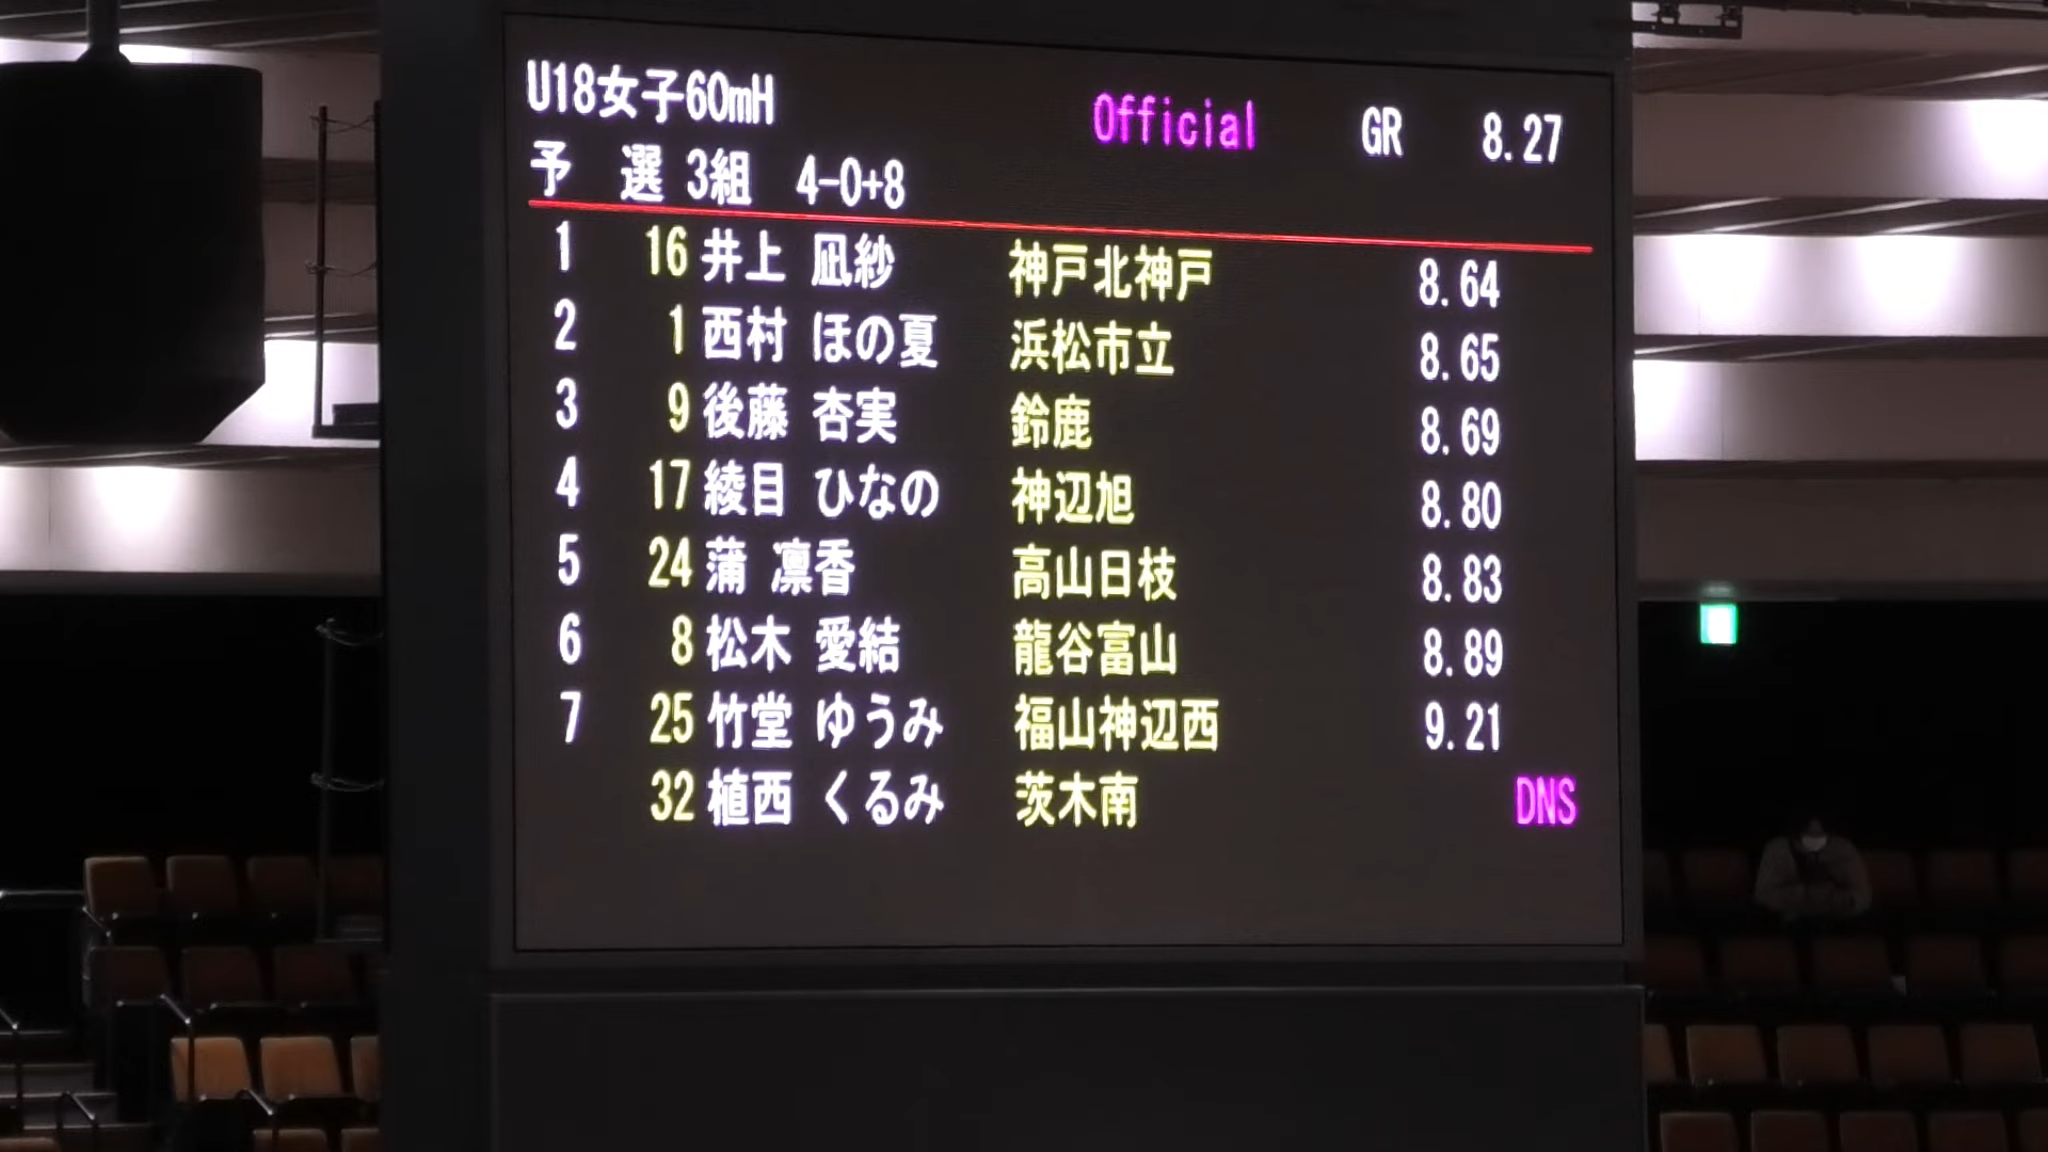 U18女子60mH Official GR 8.27
予 選 3組 4-0+8
1 16 井上 凪紗 神戸北神戸 8.64
2 1 西村 ほの夏 浜松市立 8.65
3 9 後藤 杏実 鈴鹿 8.69
4 17 綾目 ひなの 神辺旭 8.80
5 24 蒲 凛香 高山日枝 8.83
6 8 松木 愛結 龍谷富山 8.89
7 25 竹堂 ゆうみ 福山神辺西 9.21
32 植西 くるみ 茨木南 DNS